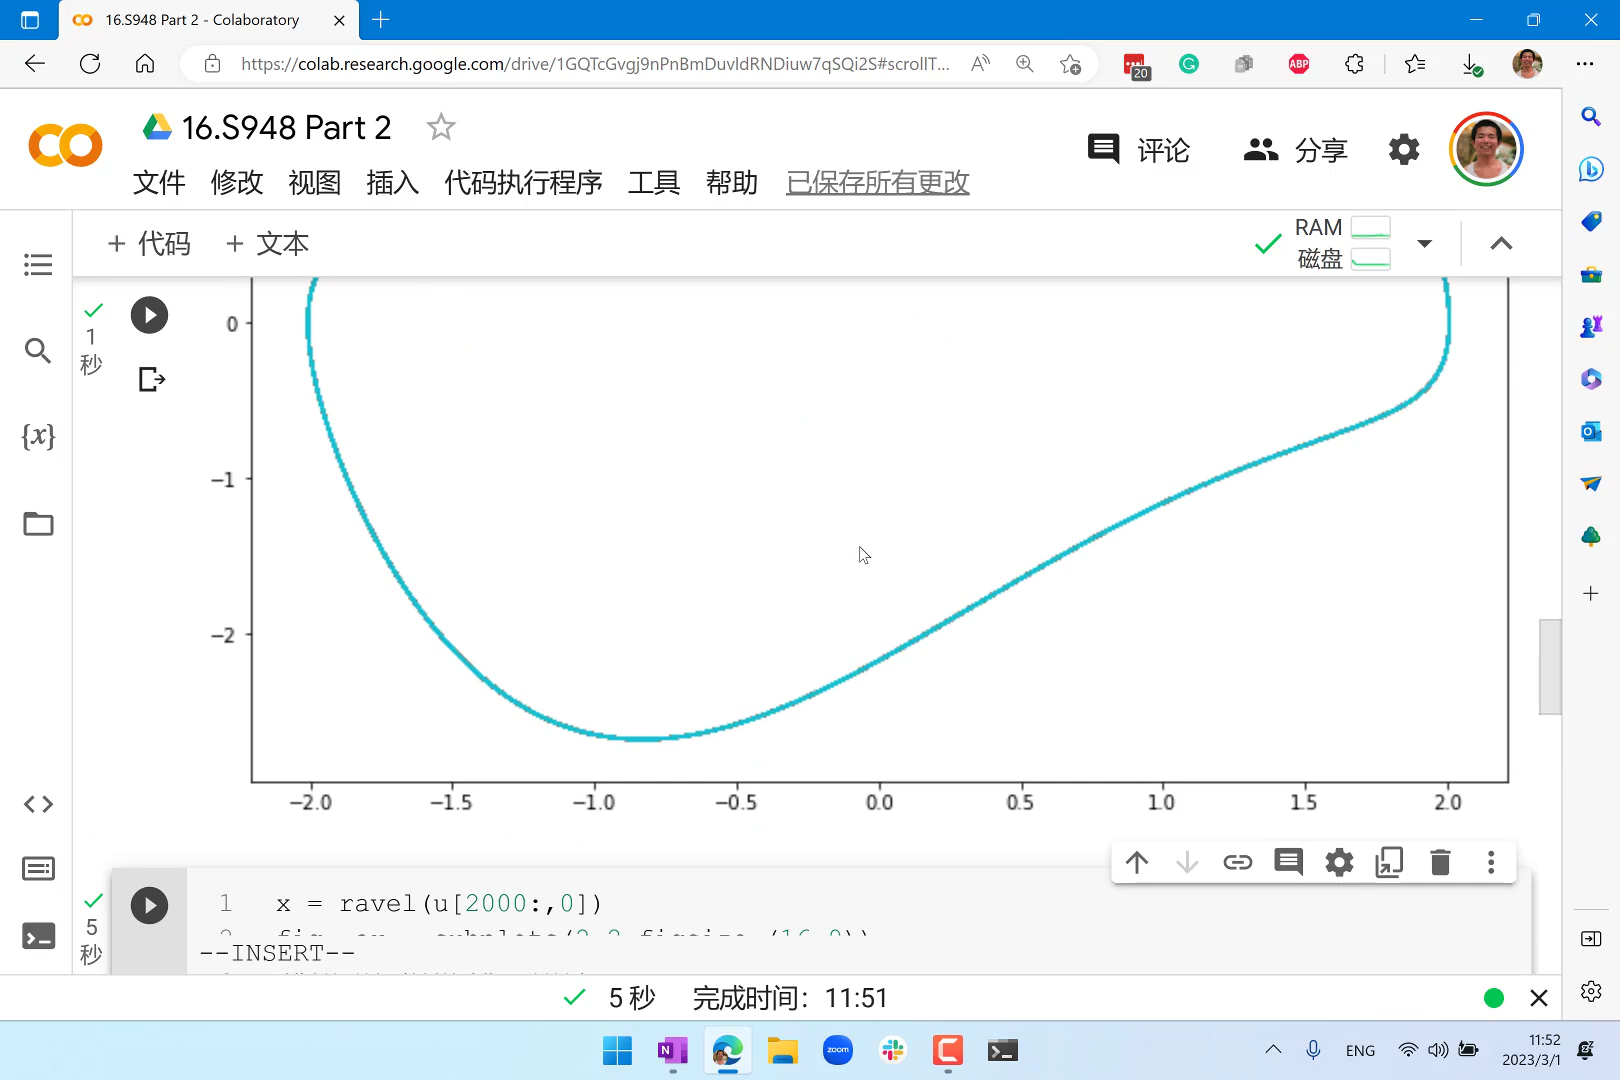 16.S948 Part 2 - Colaboratory
https://colab.research.google.com/drive/1GQTcGvgj9nPnBmDuvldRNDiuw7qSQi2S#scrollT...
20
ABP
16.S948 Part 2
评论
分享
文件 修改 视图 插入 代码执行程序 工具 帮助 已保存所有更改
+ 代码 + 文本
RAM
磁盘
{x}
1
秒
0
−1
−2
−2.0 −1.5 −1.0 −0.5 0.0 0.5 1.0 1.5 2.0
5
秒
1 x = ravel(u[2000:,0])
--INSERT--
5 秒 完成时间: 11:51
zoom
ENG
11:52
2023/3/1